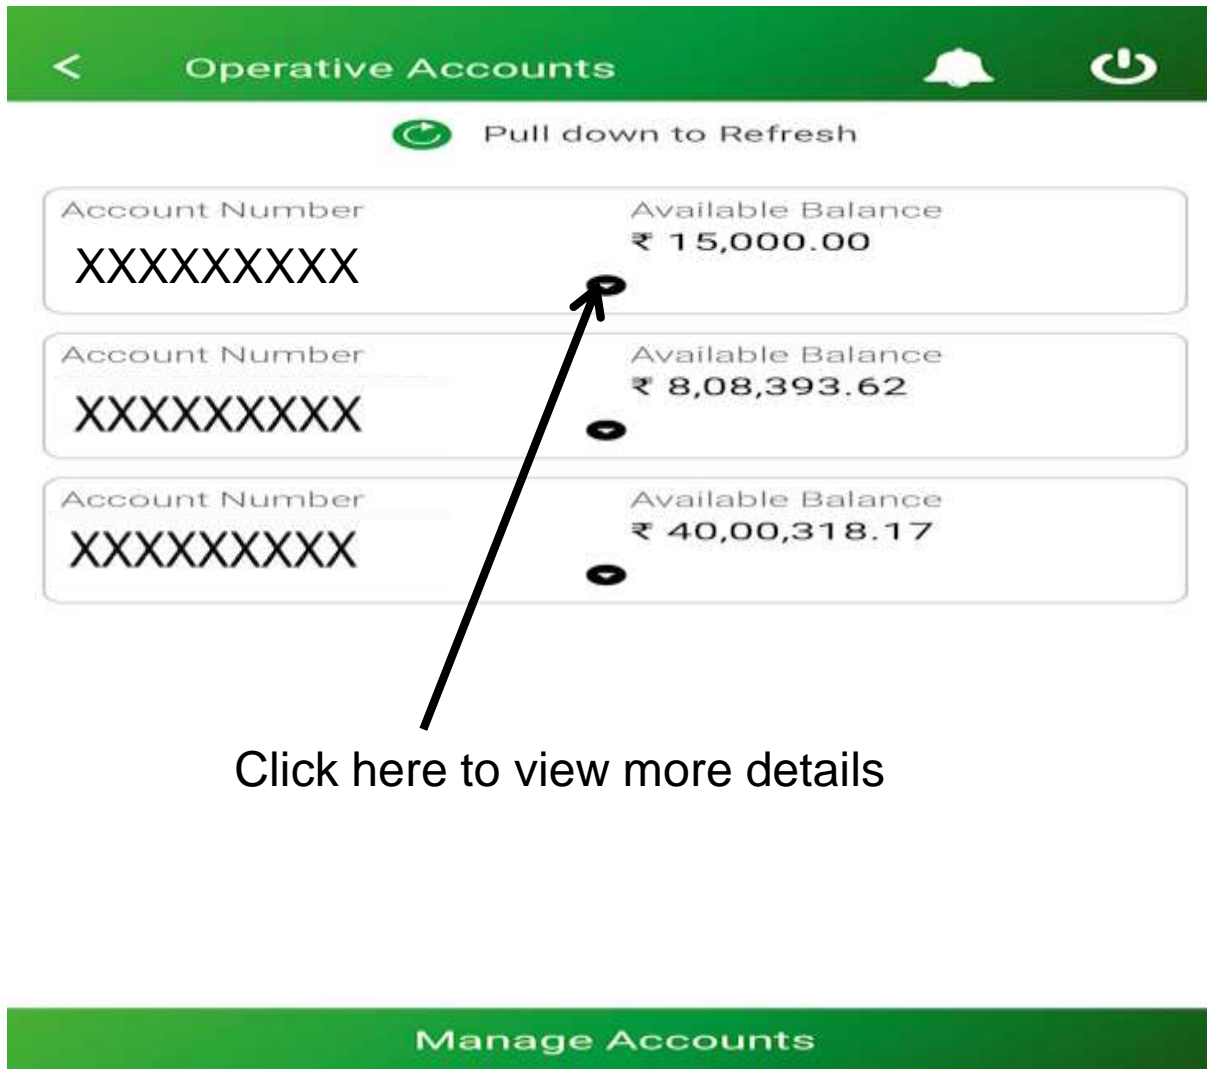 < Operative Accounts
Pull down to Refresh
Account Number Available Balance
₹ 15,000.00
XXXXXXXXX
Account Number Available Balance
₹ 8,08,393.62
XXXXXXXXX
Account Number Available Balance
₹ 40,00,318.17
XXXXXXXXX
Click here to view more details
Manage Accounts